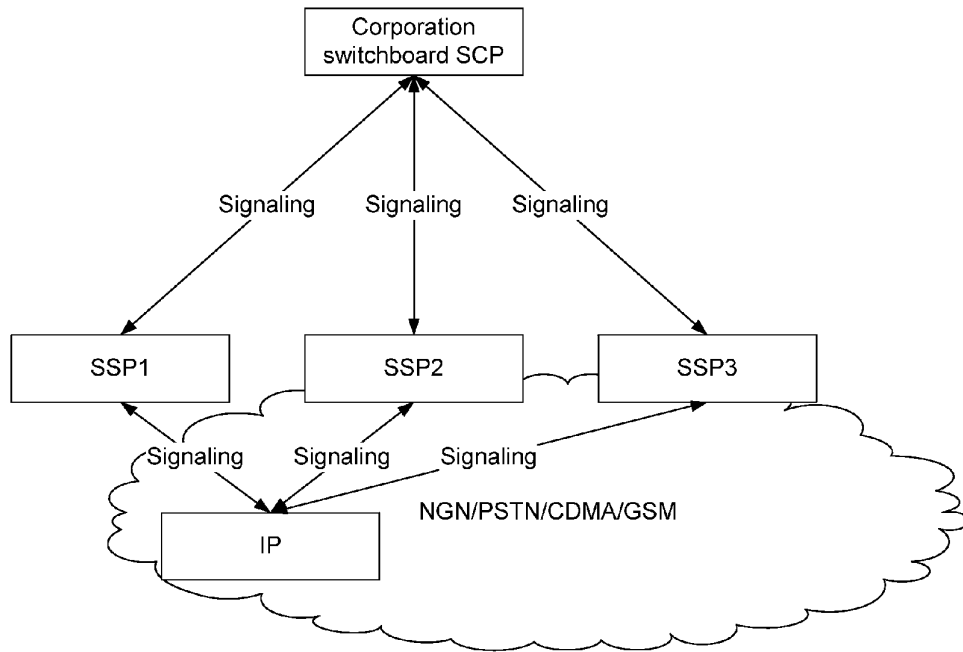 Corporation
switchboard SCP
Signaling
Signaling
Signaling
SSP1
SSP2
SSP3
Signaling
Signaling
Signaling
NGN/PSTN/CDMA/GSM
IP